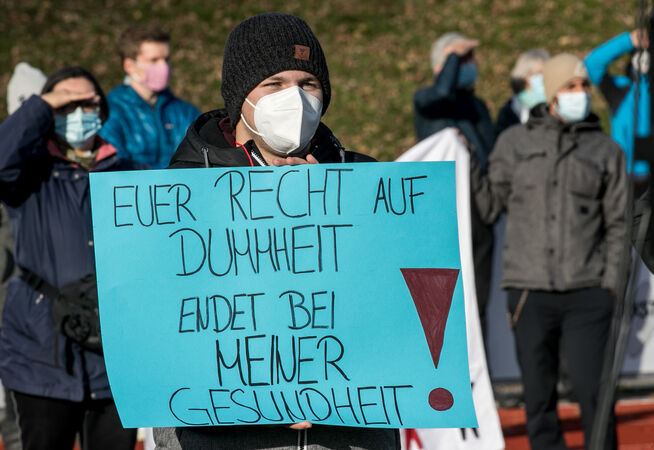 EUER RECHT AUF
DUMMHEIT
ENDET BEI
MEINER
GESUNDHEIT!